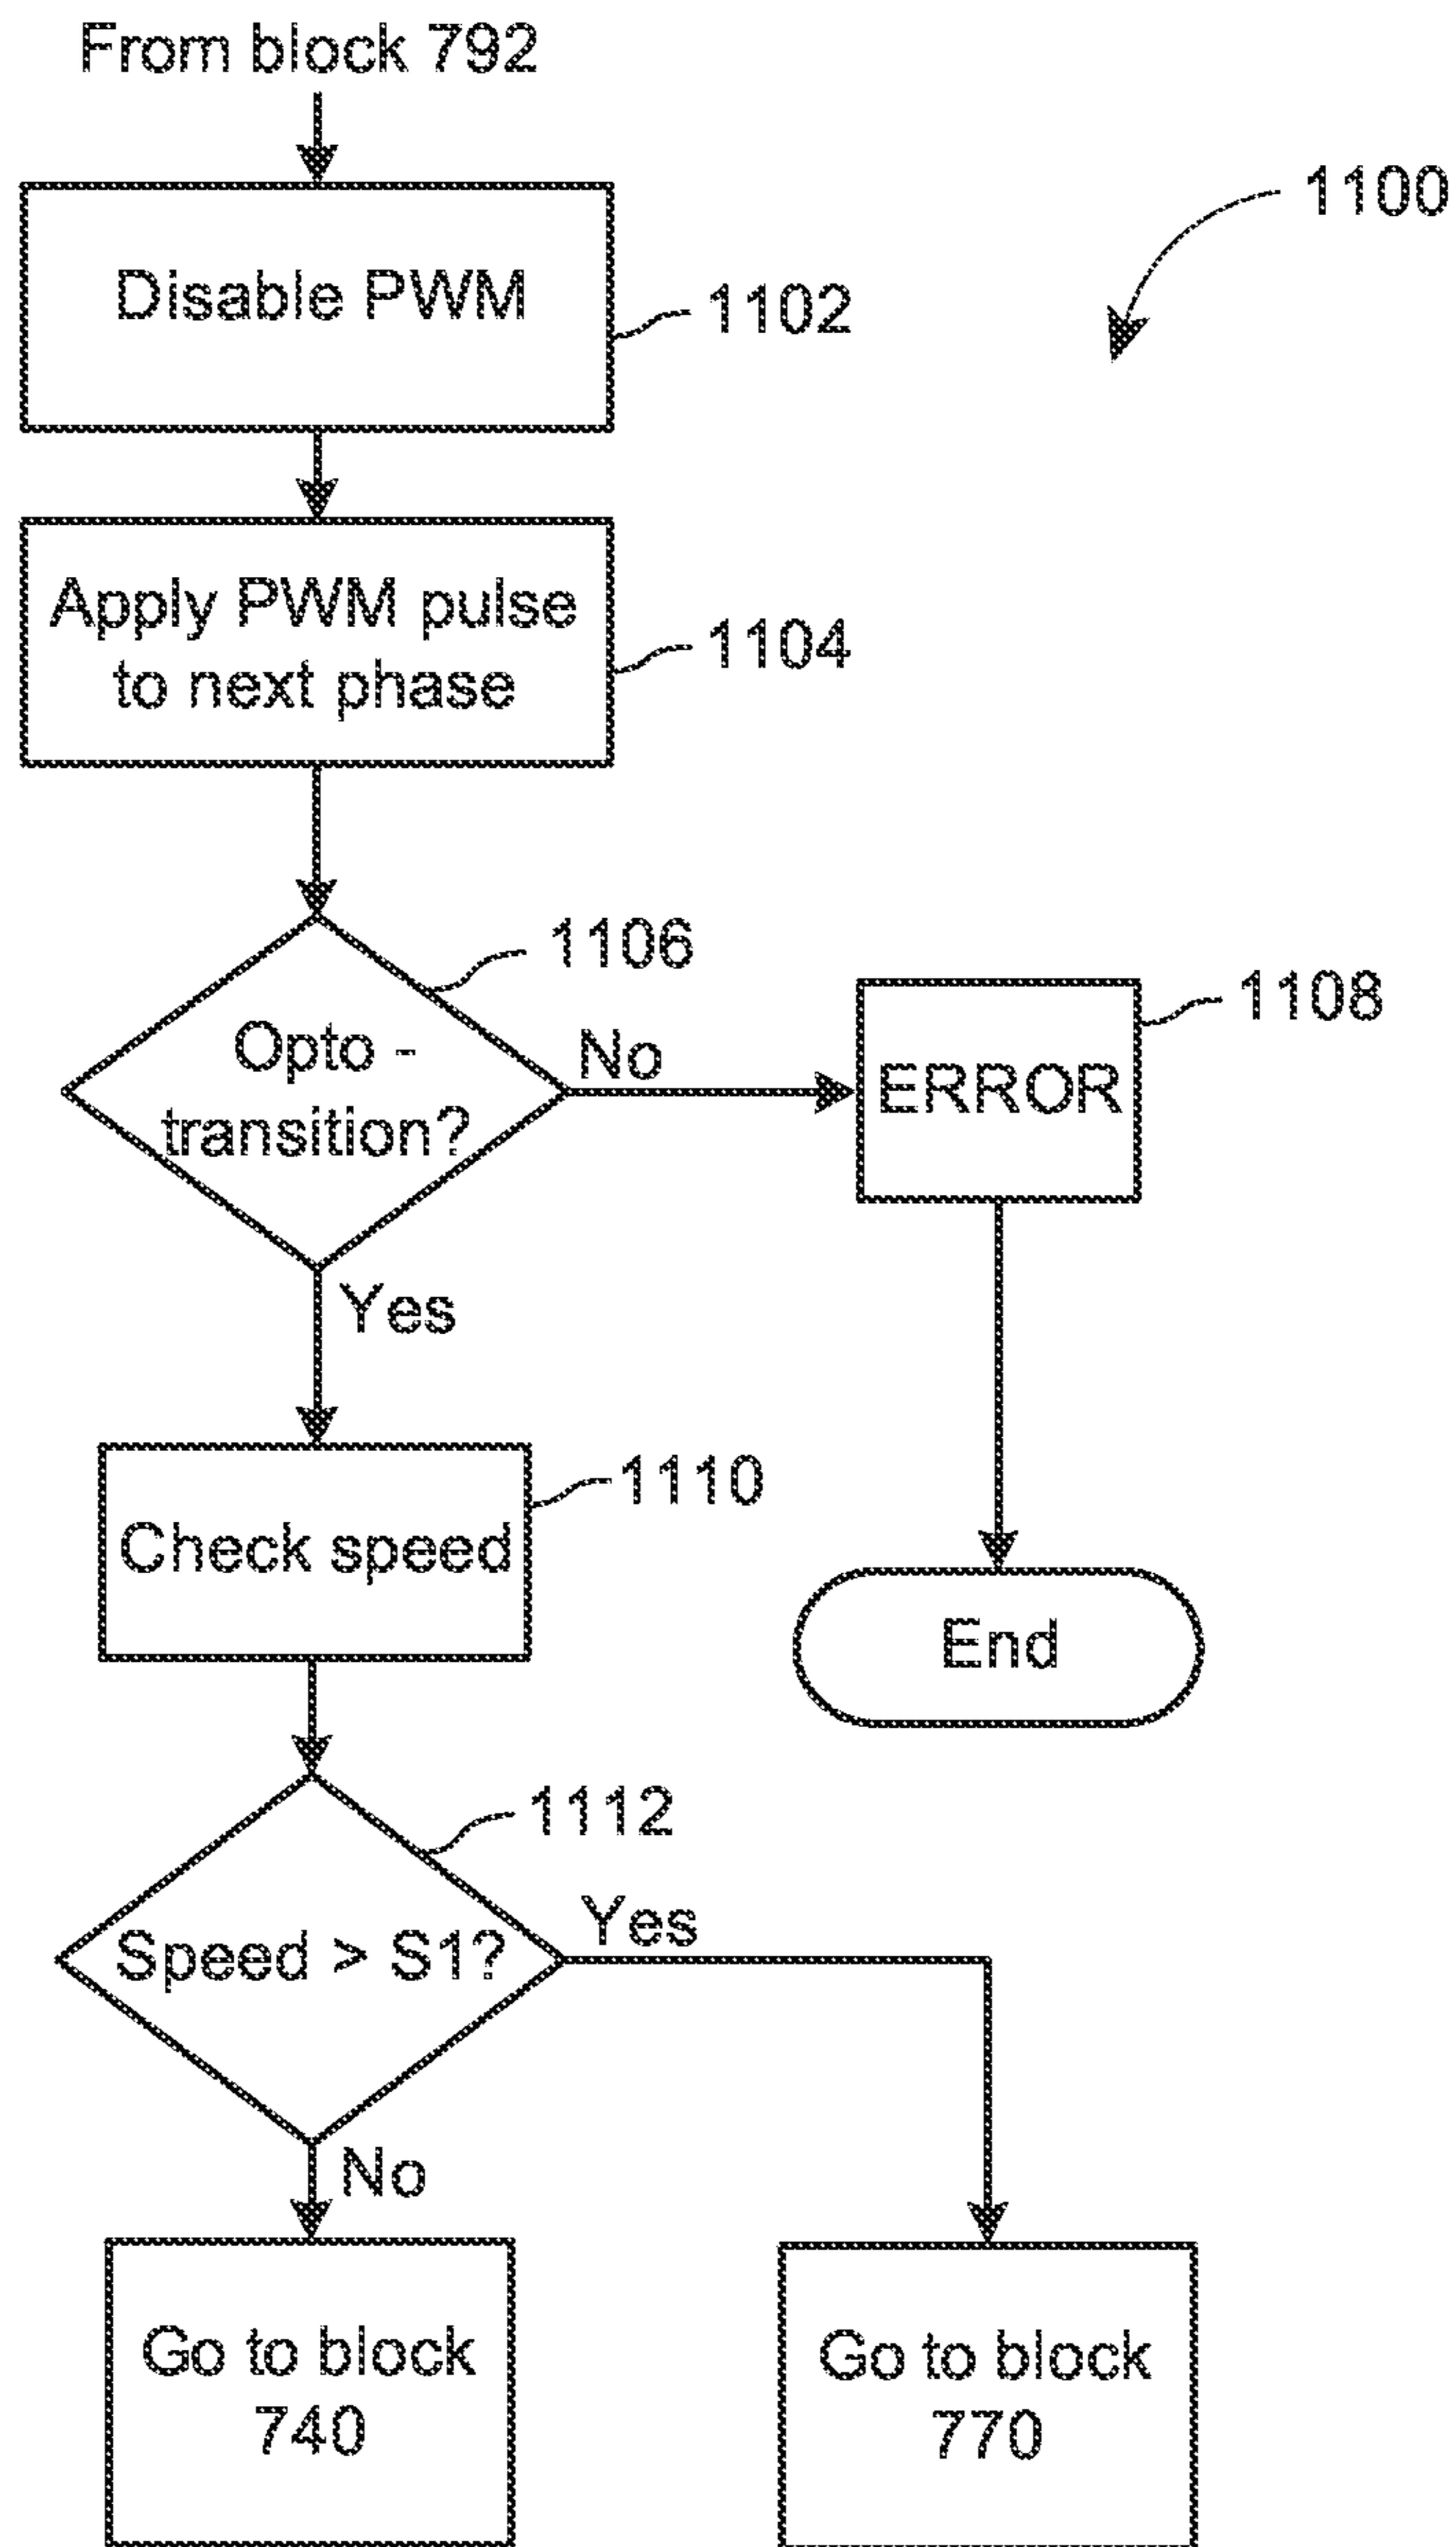 From block 792
1100
Disable PWM
1102
Apply PWM pulse
to next phase
1104
1106
Opto -
transition?
No
1108
ERROR
Yes
1110
Check speed
End
1112
Speed > S1?
Yes
No
Go to block
740
Go to block
770